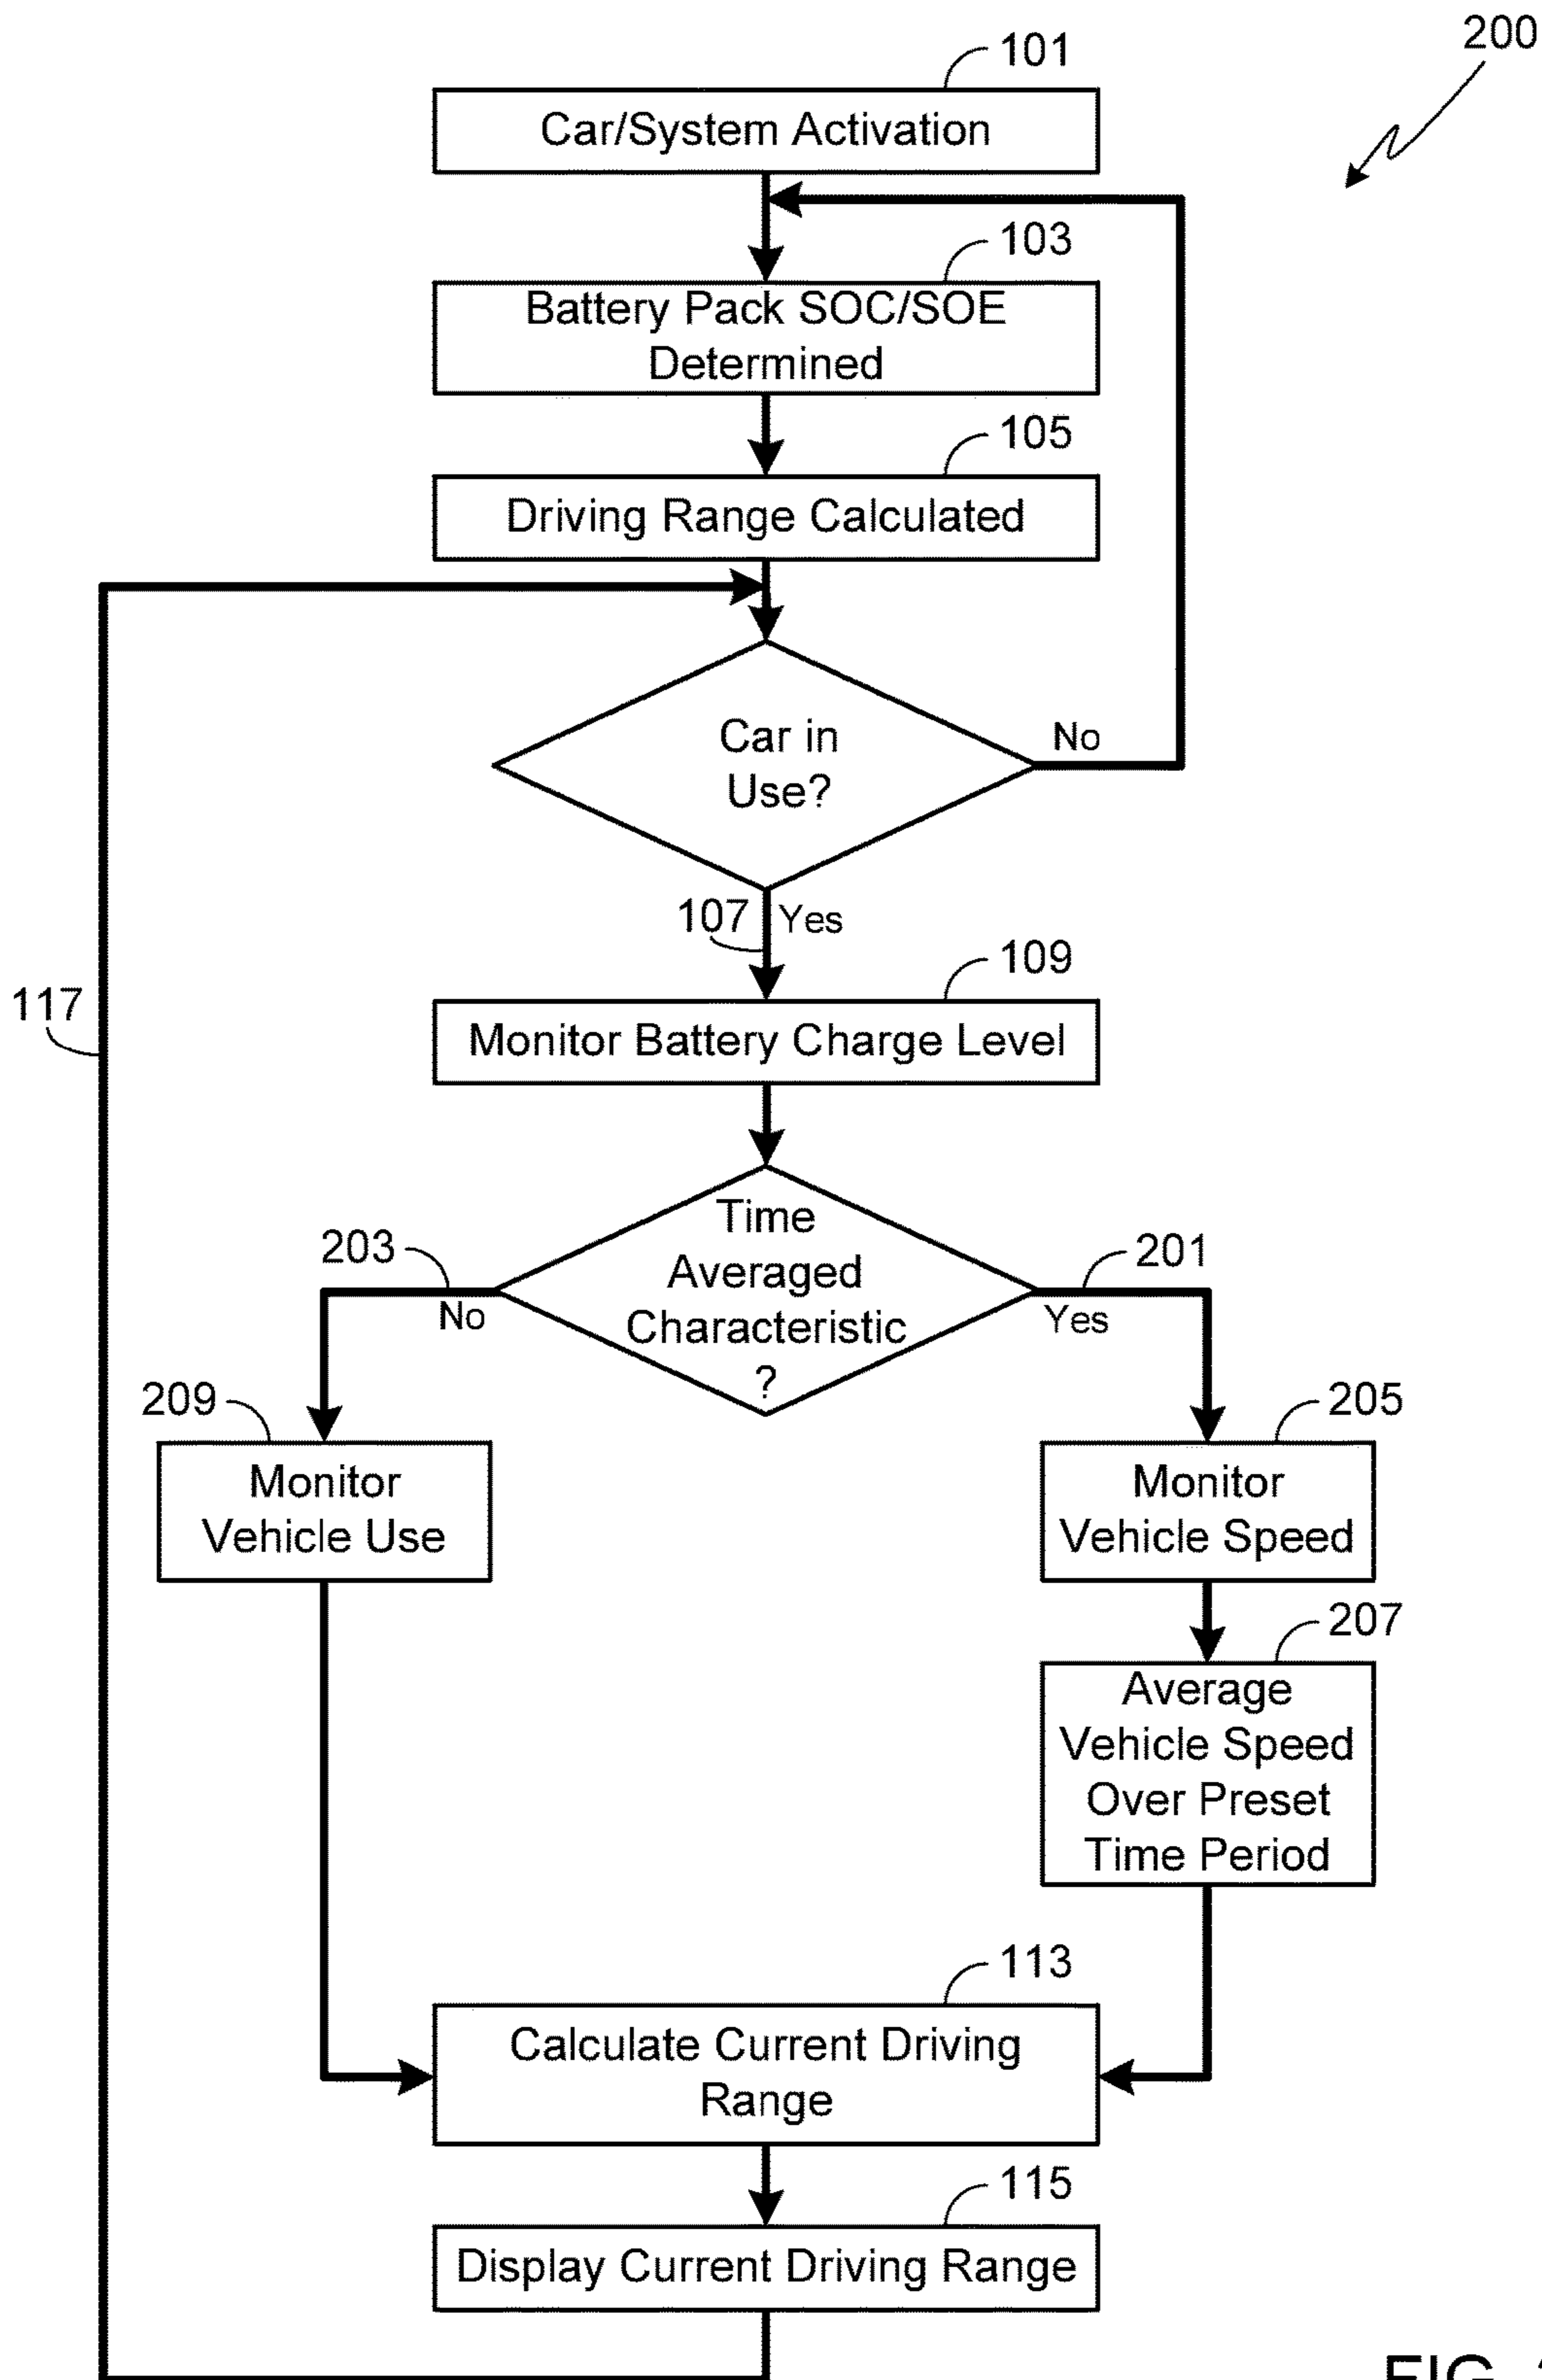 200
101
Car/System Activation
103
Battery Pack SOC/SOE
Determined
105
Driving Range Calculated
Car in
Use?
No
107
Yes
109
117
Monitor Battery Charge Level
Time
Averaged
Characteristic
?
203
No
201
Yes
209
Monitor
Vehicle Use
205
Monitor
Vehicle Speed
207
Average
Vehicle Speed
Over Preset
Time Period
113
Calculate Current Driving
Range
115
Display Current Driving Range
FIG.